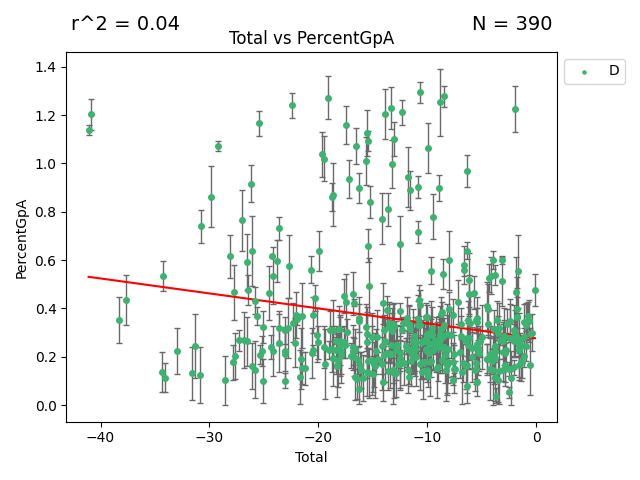 r^2 = 0.04 N = 390
Total vs PercentGpA
D
PercentGpA
1.4
1.2
1.0
0.8
0.6
0.4
0.2
0.0
−40 −30 −20 −10 0
Total